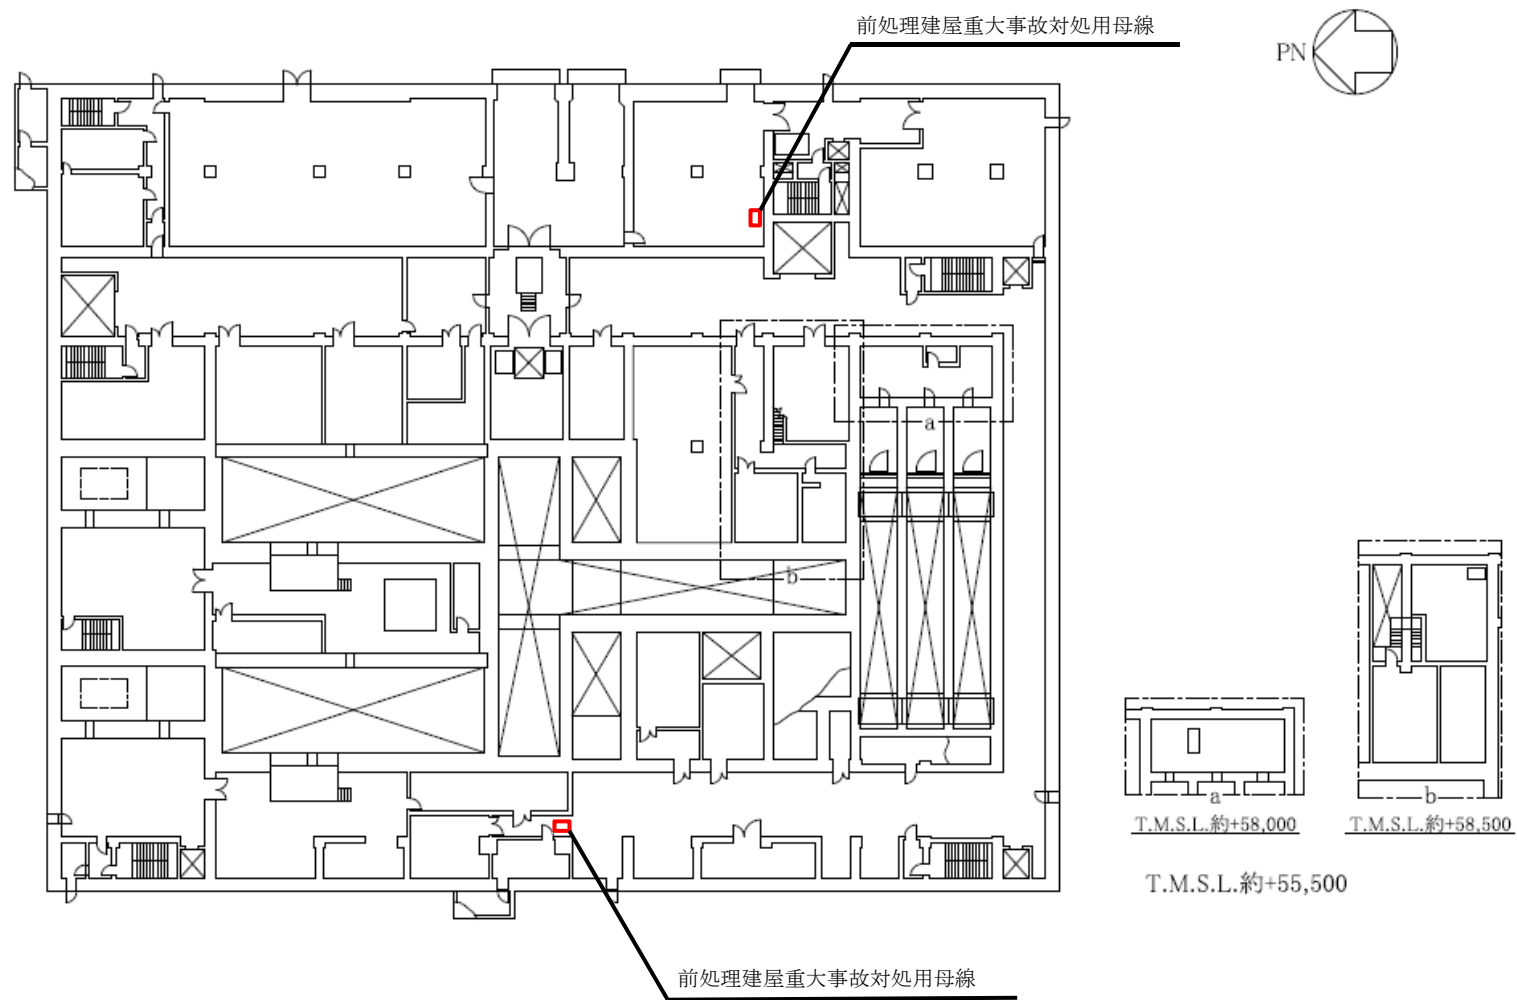 前処理建屋重大事故対処用母線
PN
a
b
a
b
T.M.S.L.約+58,000
T.M.S.L.約+58,500
T.M.S.L.約+55,500
前処理建屋重大事故対処用母線